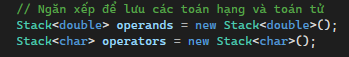 // Ngăn xếp để lưu các toán hạng và toán tử
Stack<double> operands = new Stack<double>();
Stack<char> operators = new Stack<char>();